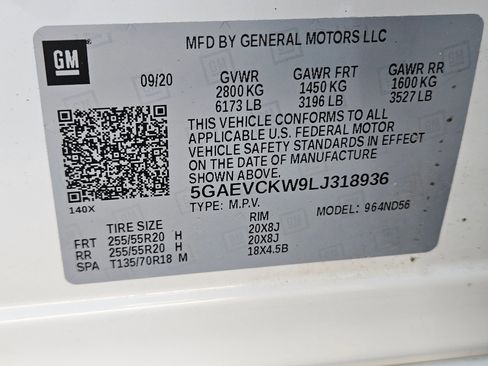 GM
MFD BY GENERAL MOTORS LLC
09/20 GVWR GAWR FRT GAWR RR
2800 KG 1450 KG 1600 KG
6173 LB 3196 LB 3527 LB
THIS VEHICLE CONFORMS TO ALL
APPLICABLE U.S. FEDERAL MOTOR
VEHICLE SAFETY STANDARDS IN EFFECT
ON THE DATE OF MANUFACTURE
SHOWN ABOVE.
140X 5GAEVCKW9LJ318936
TYPE: M.P.V. MODEL: 964ND56
TIRE SIZE RIM
FRT 255/55R20 H 20X8J
RR 255/55R20 H 20X8J
SPA T135/70R18 M 18X4.5B